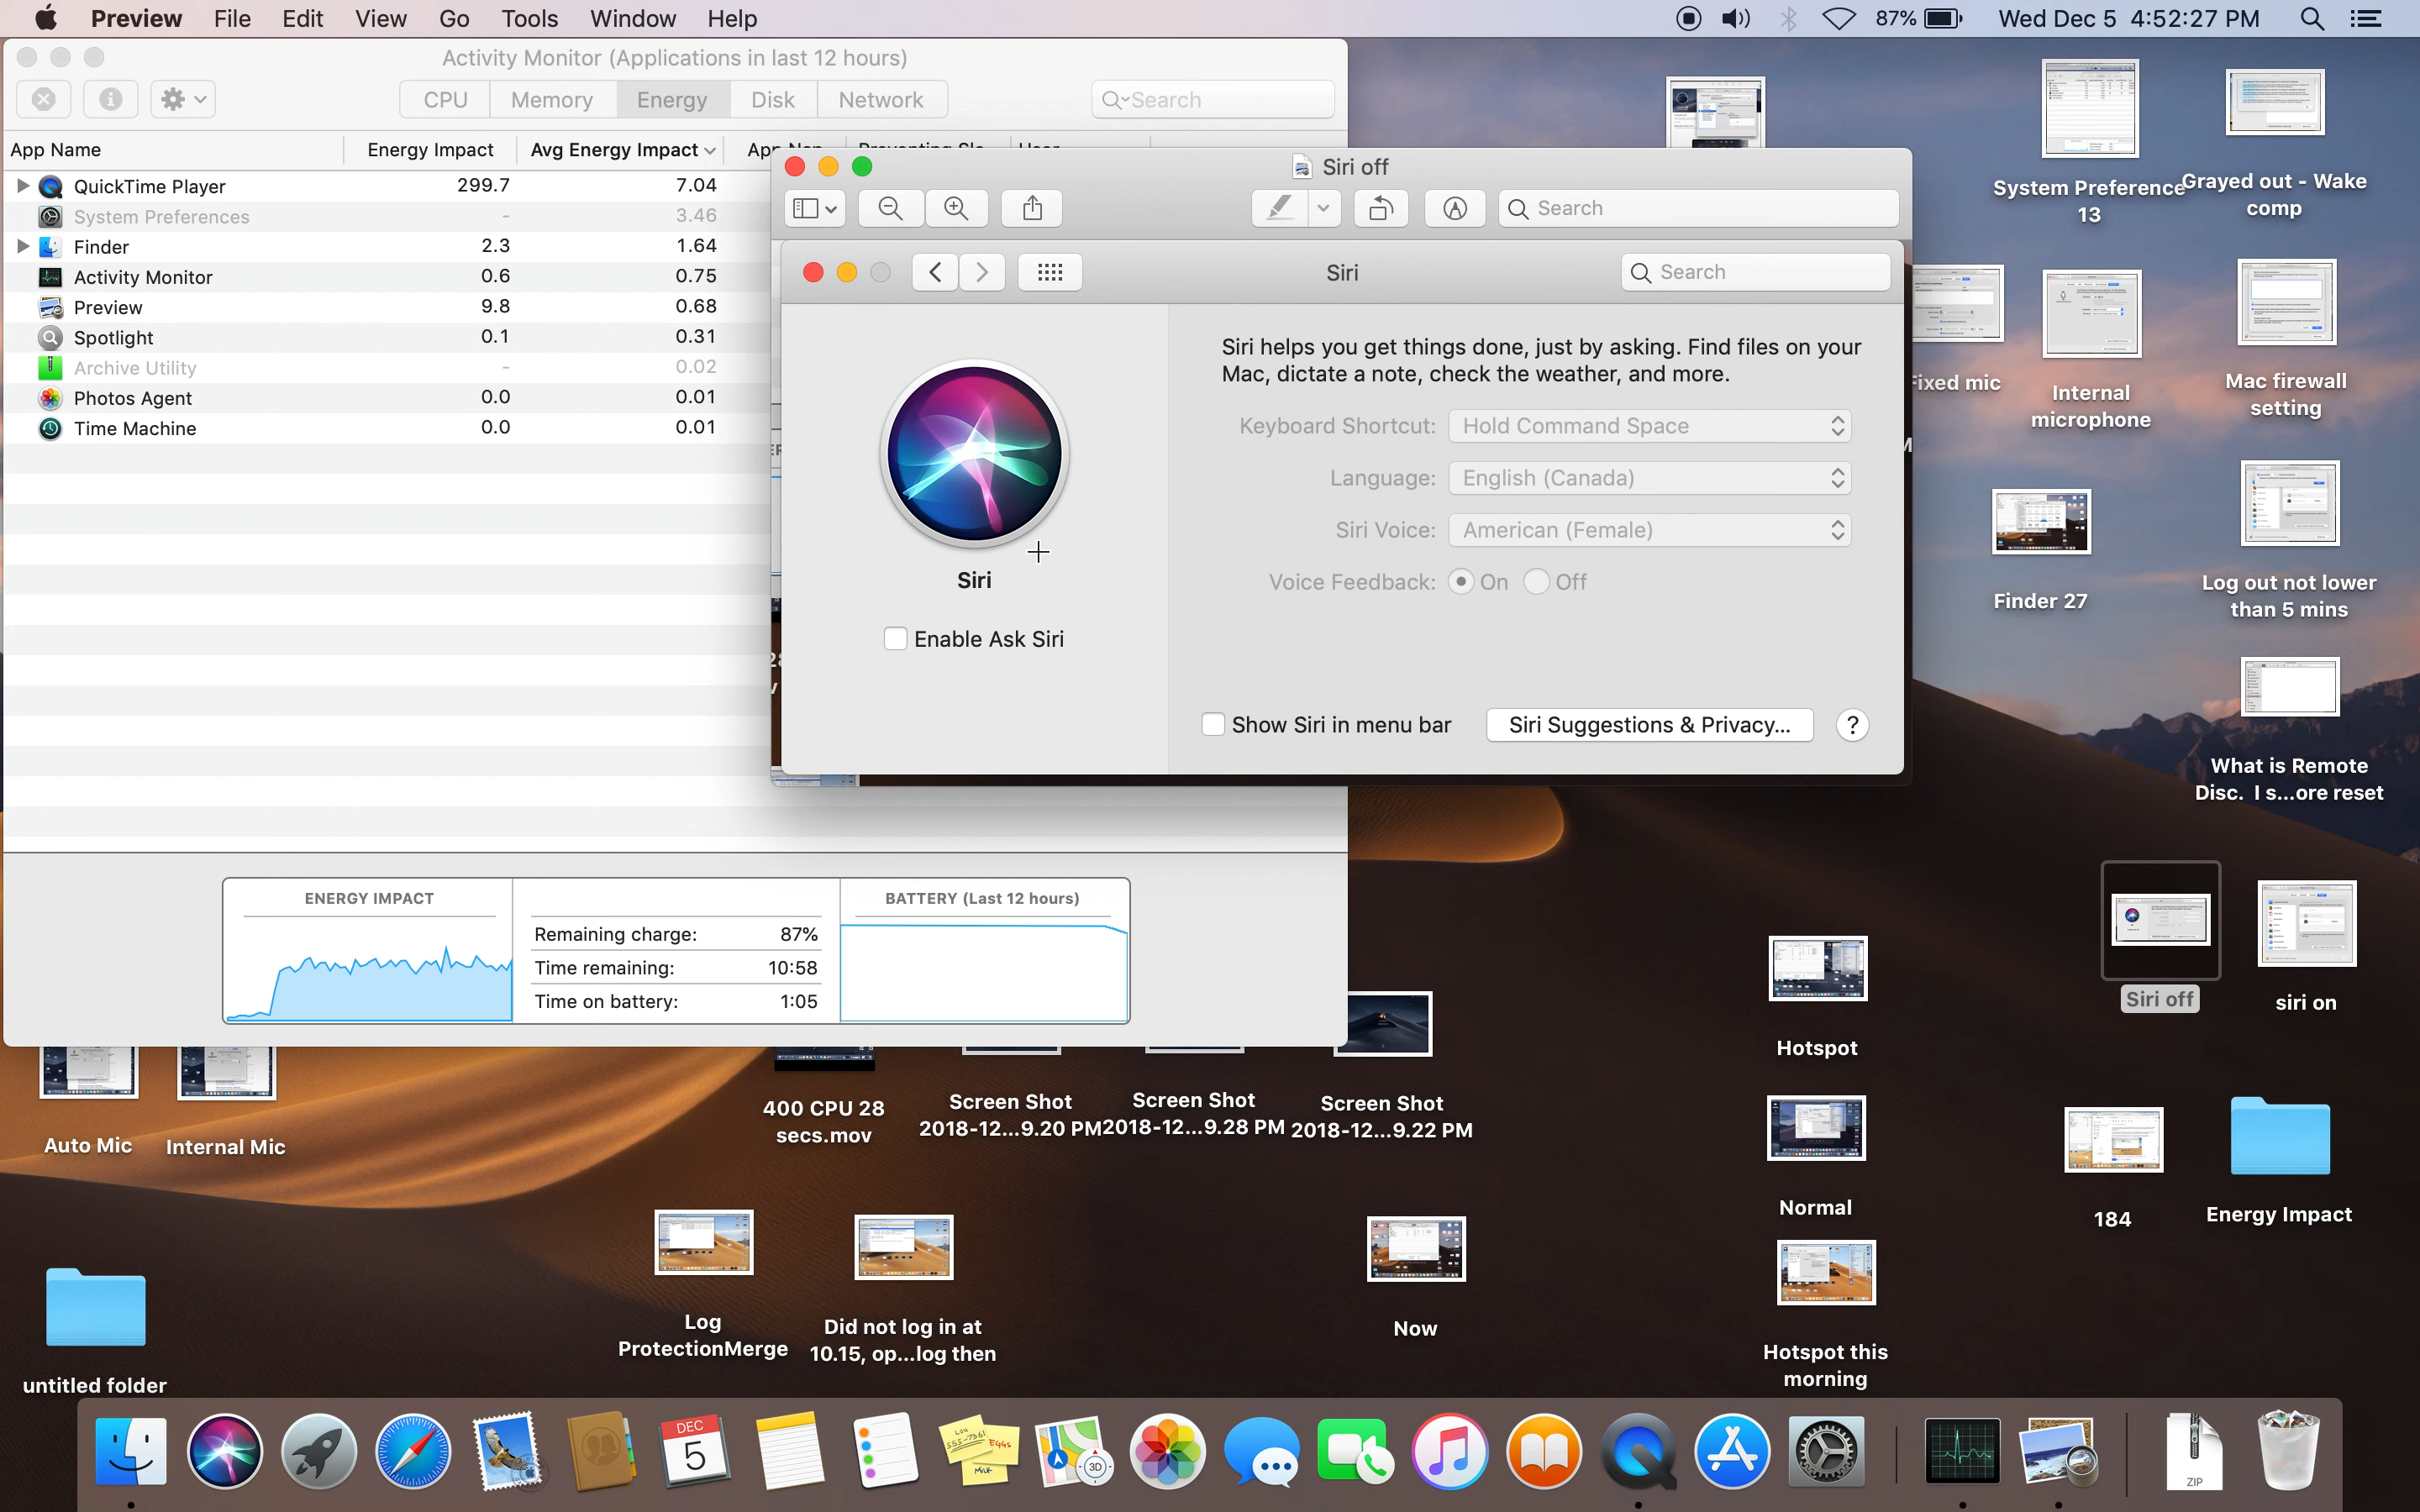 Preview File Edit View Go Tools Window Help 87% Wed Dec 5 4:52:27 PM
Activity Monitor (Applications in last 12 hours)
CPU Memory Energy Disk Network Search
App Name Energy Impact Avg Energy Impact
QuickTime Player 299.7 7.04
System Preferences - 3.46
Finder 2.3 1.64
Activity Monitor 0.6 0.75
Preview 9.8 0.68
Spotlight 0.1 0.31
Archive Utility - 0.02
Photos Agent 0.0 0.01
Time Machine 0.0 0.01
ENERGY IMPACT
BATTERY (Last 12 hours)
Remaining charge: 87%
Time remaining: 10:58
Time on battery: 1:05
Siri off
Search
Siri
Search
Siri helps you get things done, just by asking. Find files on your
Mac, dictate a note, check the weather, and more.
Keyboard Shortcut: Hold Command Space
Language: English (Canada)
Siri Voice: American (Female)
Voice Feedback: On Off
Siri
Enable Ask Siri
Show Siri in menu bar
Siri Suggestions & Privacy...
?
System Preference
13
Grayed out - Wake
comp
Fixed mic
Internal
microphone
Mac firewall
setting
Finder 27
Log out not lower
than 5 mins
What is Remote
Disc. I s...ore reset
Siri off
siri on
Hotspot
Normal
184
Energy Impact
Hotspot this
morning
Auto Mic
Internal Mic
400 CPU 28
secs.mov
Screen Shot
2018-12...9.20 PM
Screen Shot
2018-12...9.28 PM
Screen Shot
2018-12...9.22 PM
Log
ProtectionMerge
Did not log in at
10.15, op...log then
Now
untitled folder
DEC
5
555-7361
EGGS
MILK
3D
ZIP